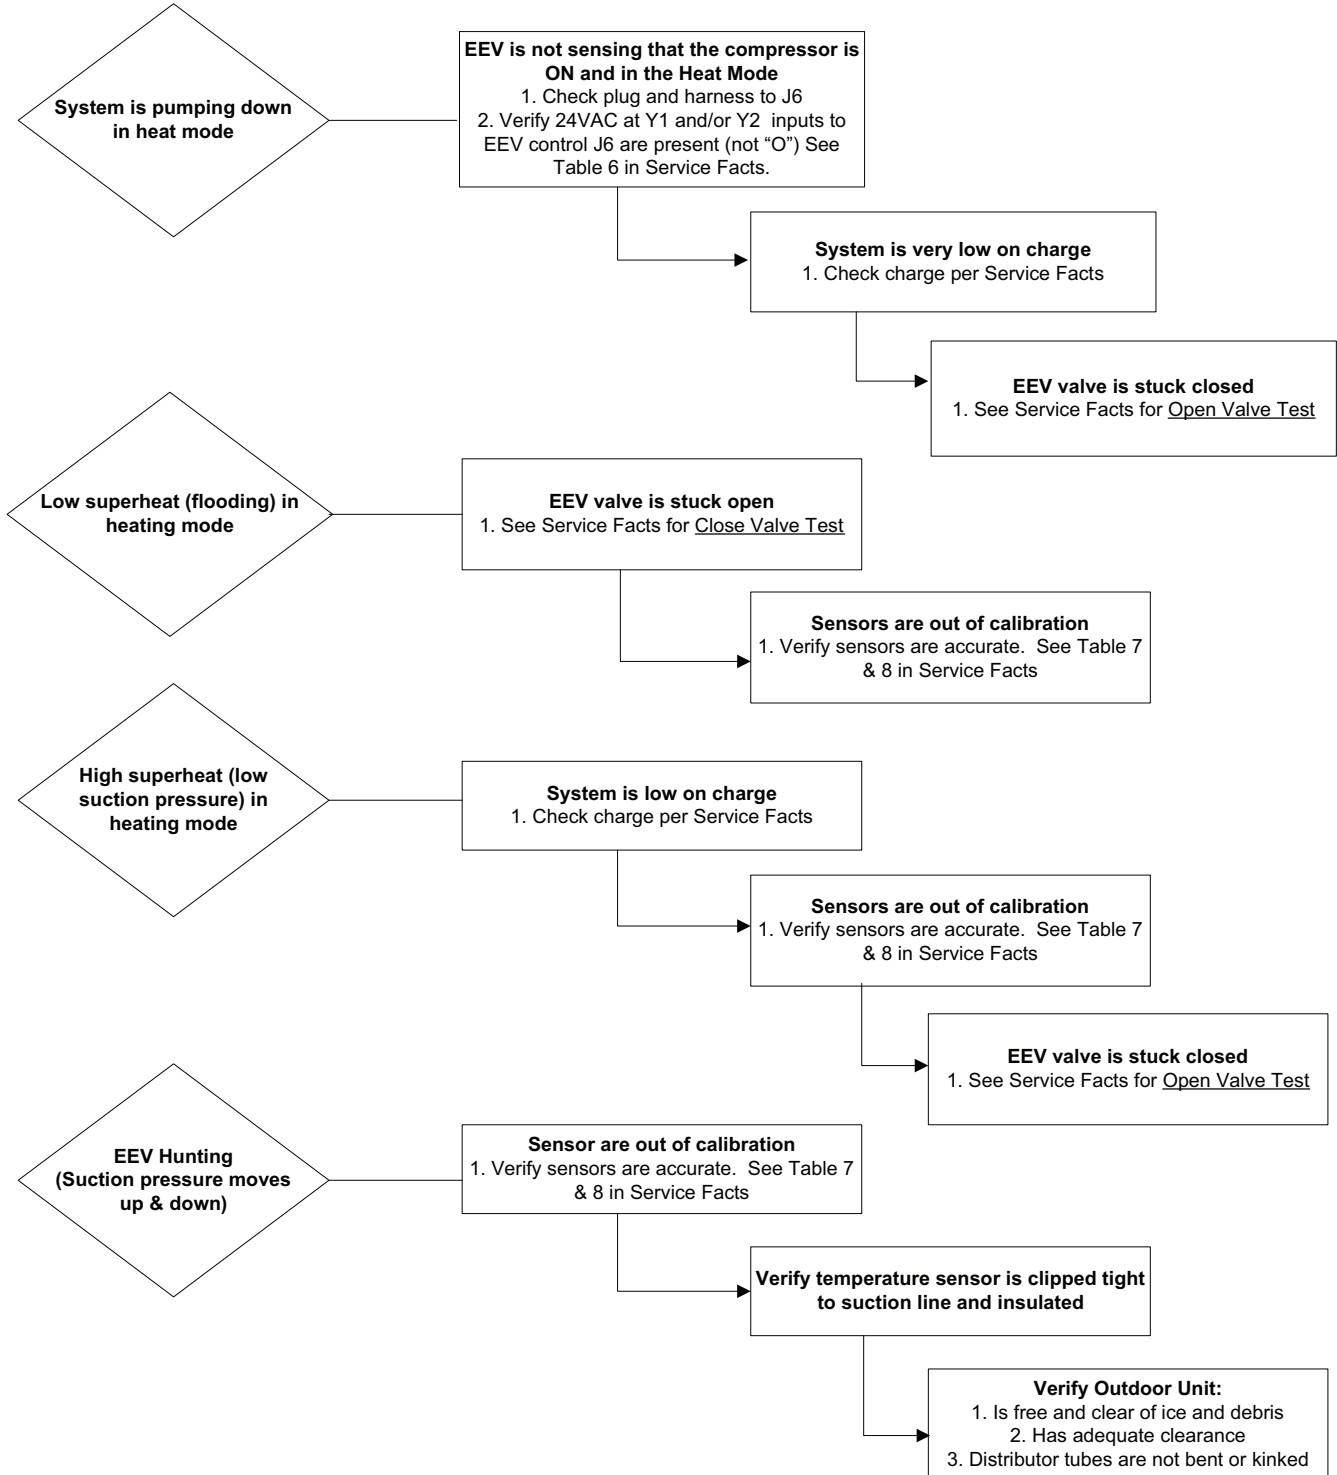 System is pumping down
in heat mode
EEV is not sensing that the compressor is
ON and in the Heat Mode
1. Check plug and harness to J6
2. Verify 24VAC at Y1 and/or Y2 inputs to
EEV control J6 are present (not “O”) See
Table 6 in Service Facts.
System is very low on charge
1. Check charge per Service Facts
EEV valve is stuck closed
1. See Service Facts for Open Valve Test
Low superheat (flooding) in
heating mode
EEV valve is stuck open
1. See Service Facts for Close Valve Test
Sensors are out of calibration
1. Verify sensors are accurate. See Table 7
& 8 in Service Facts
High superheat (low
suction pressure) in
heating mode
System is low on charge
1. Check charge per Service Facts
Sensors are out of calibration
1. Verify sensors are accurate. See Table 7
& 8 in Service Facts
EEV valve is stuck closed
1. See Service Facts for Open Valve Test
EEV Hunting
(Suction pressure moves
up & down)
Sensor are out of calibration
1. Verify sensors are accurate. See Table 7
& 8 in Service Facts
Verify temperature sensor is clipped tight
to suction line and insulated
Verify Outdoor Unit:
1. Is free and clear of ice and debris
2. Has adequate clearance
3. Distributor tubes are not bent or kinked